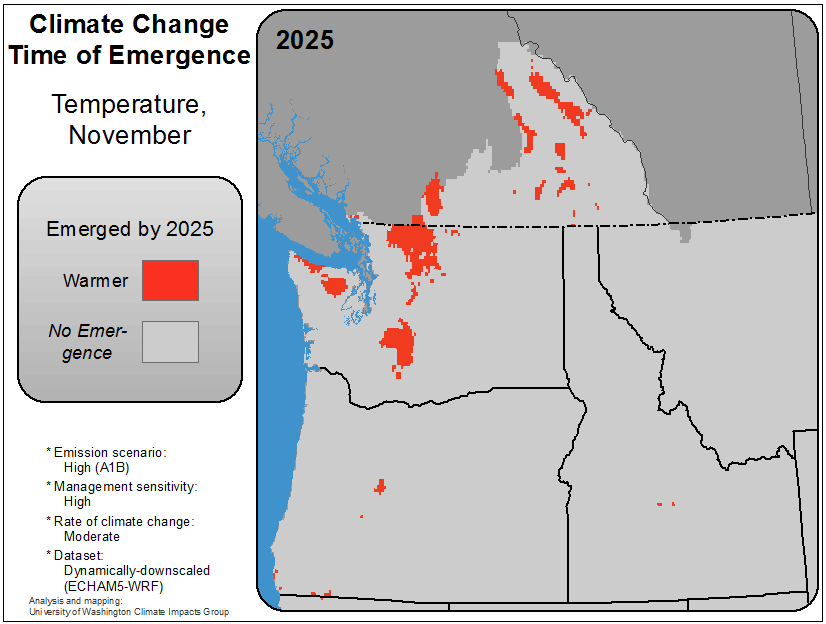 Climate Change
Time of Emergence
Temperature,
November
Emerged by 2025
Warmer
No Emer-
gence
* Emission scenario:
High (A1B)
* Management sensitivity:
High
* Rate of climate change:
Moderate
* Dataset:
Dynamically-downscaled
(ECHAM5-WRF)
Analysis and mapping:
University of Washington Climate Impacts Group
2025